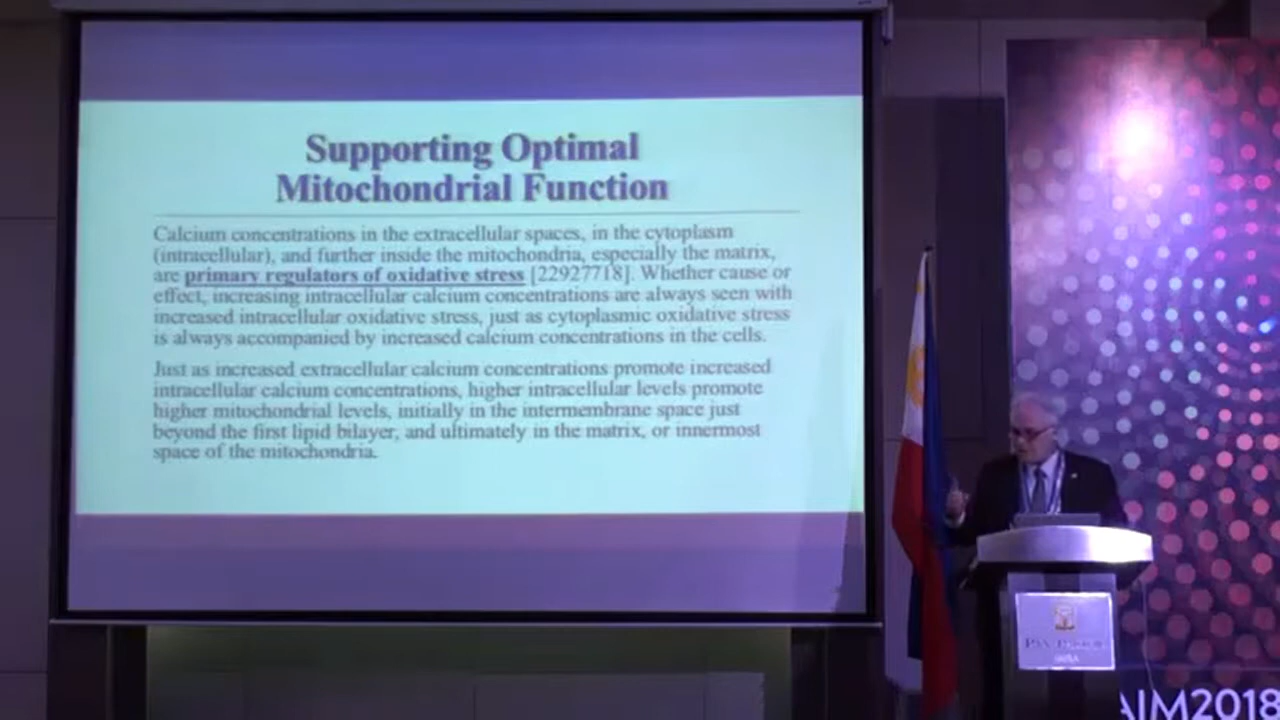 Supporting Optimal
Mitochondrial Function
Calcium concentrations in the extracellular spaces, in the cytoplasm
(intracellular), and further inside the mitochondria, especially the matrix,
are primary regulators of oxidative stress [22927718]. Whether cause or
effect, increasing intracellular calcium concentrations are always seen with
increased intracellular oxidative stress, just as cytoplasmic oxidative stress
is always accompanied by increased calcium concentrations in the cells.
Just as increased extracellular calcium concentrations promote increased
intracellular calcium concentrations, higher intracellular levels promote
higher mitochondrial levels, initially in the intermembrane space just
beyond the first lipid bilayer, and ultimately in the matrix, or innermost
space of the mitochondria.
AIM2018